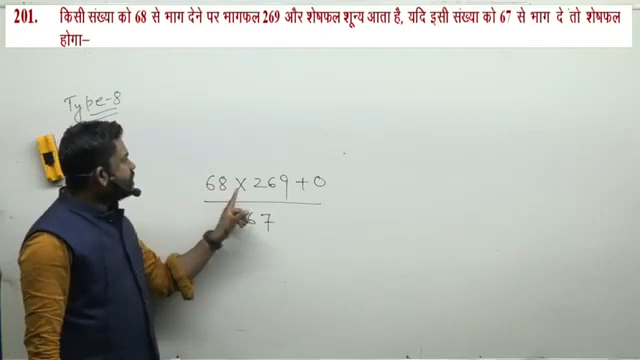 201. किसी संख्या को 68 से भाग देने पर भागफल 269 और शेषफल शून्य आता है, यदि इसी संख्या को 67 से भाग दे तो शेषफल
होगा–
Type-8
68 × 269 + 0
67